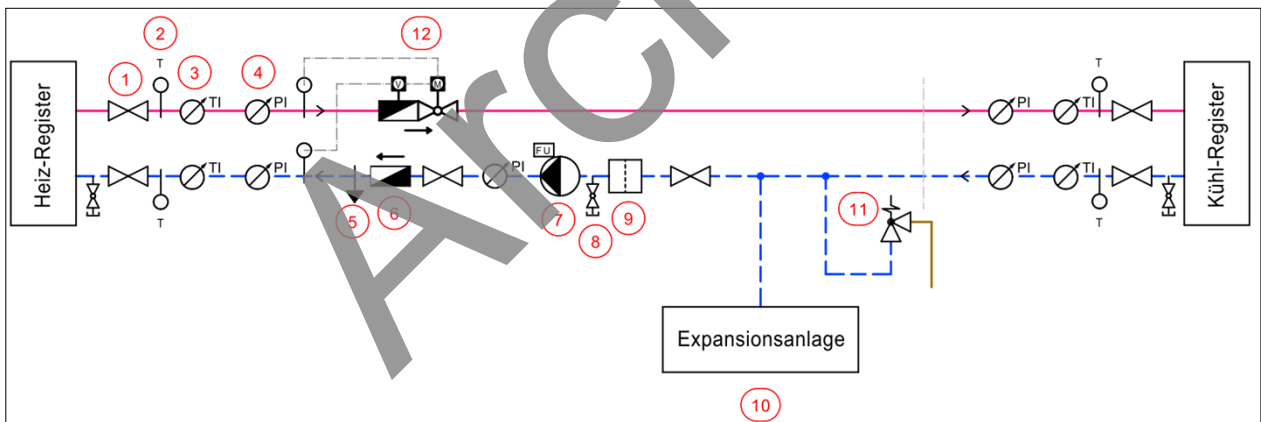 2
12
T
3
4
1
TI
PI
V
M
T
PI
TI
Heiz-Register
Kühl-Register
TI
PI
PI
FU
PI
TI
T
T
5
6
7
8
9
11
Expansionsanlage
10
Arc